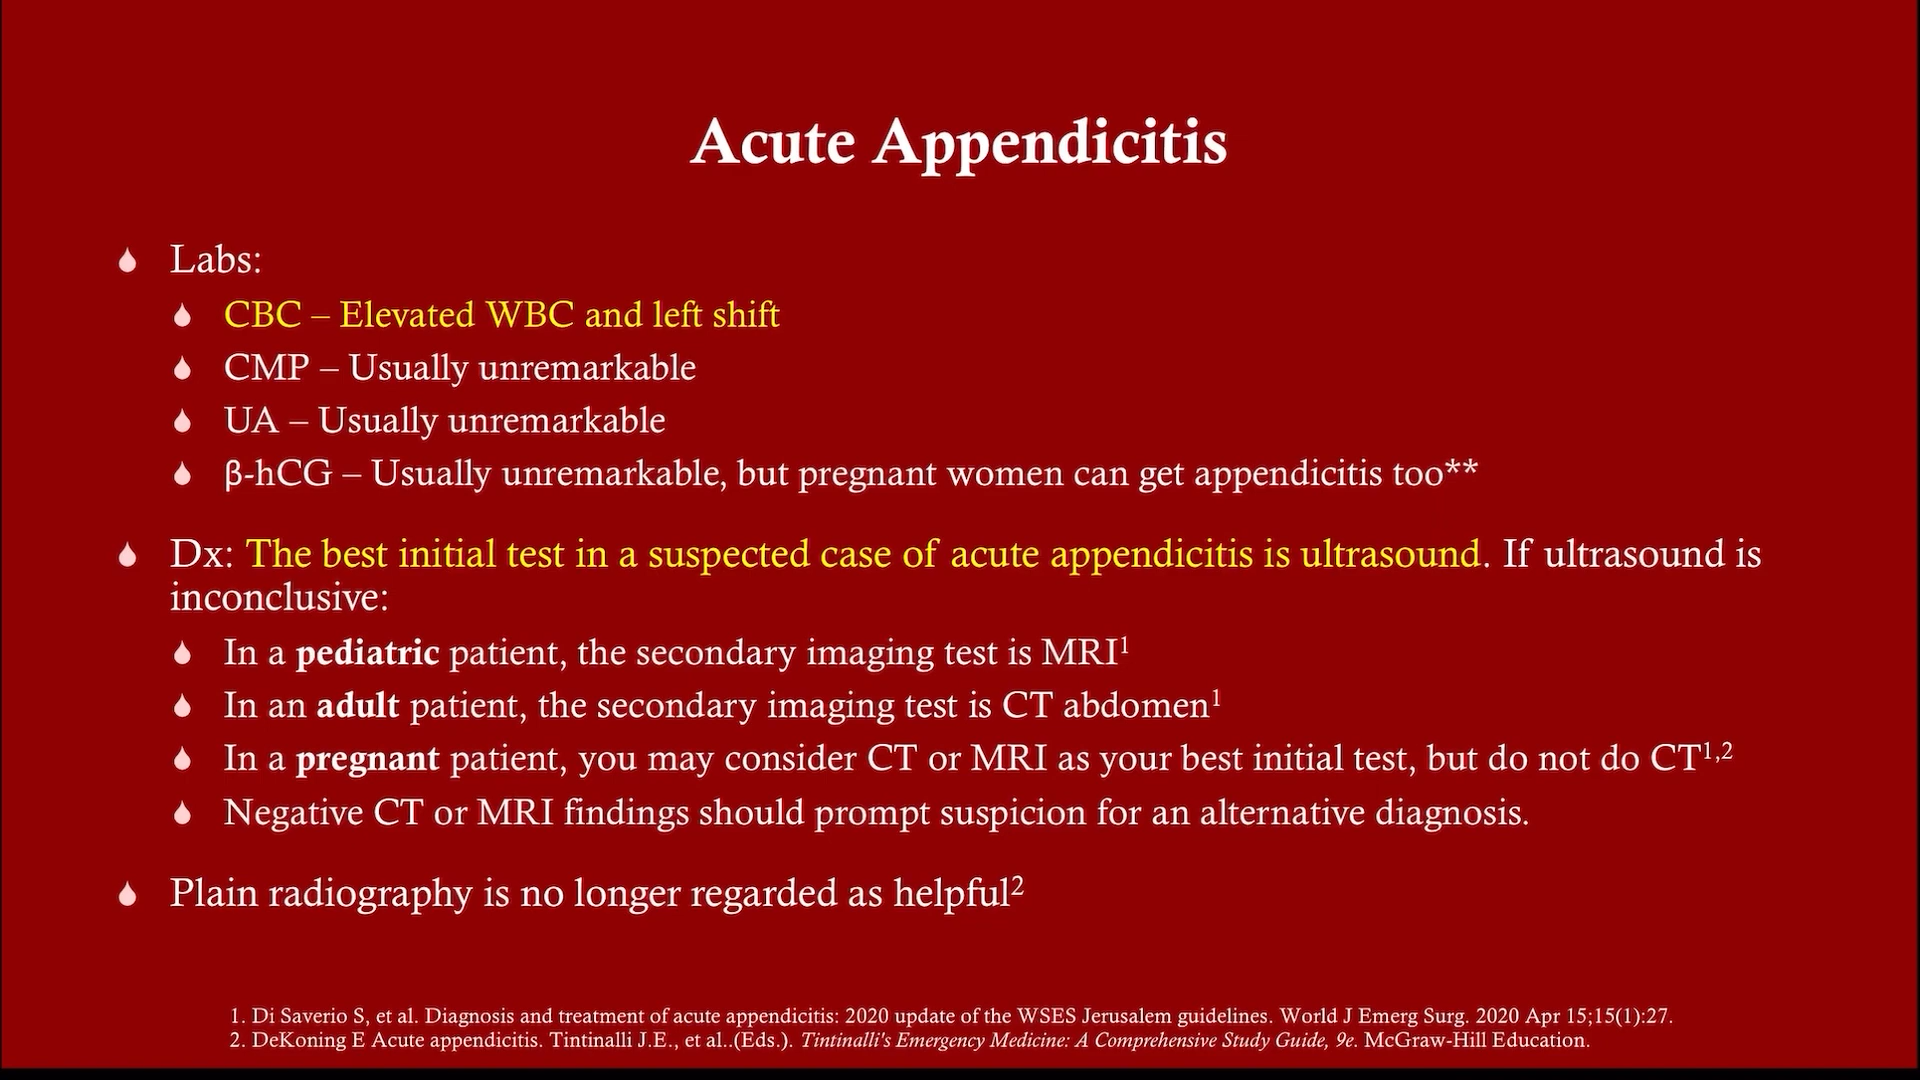 Acute Appendicitis
Labs:
CBC – Elevated WBC and left shift
CMP – Usually unremarkable
UA – Usually unremarkable
β-hCG – Usually unremarkable, but pregnant women can get appendicitis too**
Dx: The best initial test in a suspected case of acute appendicitis is ultrasound. If ultrasound is
inconclusive:
In a pediatric patient, the secondary imaging test is MRI¹
In an adult patient, the secondary imaging test is CT abdomen¹
In a pregnant patient, you may consider CT or MRI as your best initial test, but do not do CT¹,²
Negative CT or MRI findings should prompt suspicion for an alternative diagnosis.
Plain radiography is no longer regarded as helpful²
1. Di Saverio S, et al. Diagnosis and treatment of acute appendicitis: 2020 update of the WSES Jerusalem guidelines. World J Emerg Surg. 2020 Apr 15;15(1):27.
2. DeKoning E Acute appendicitis. Tintinalli J.E., et al..(Eds.). Tintinalli's Emergency Medicine: A Comprehensive Study Guide, 9e. McGraw-Hill Education.